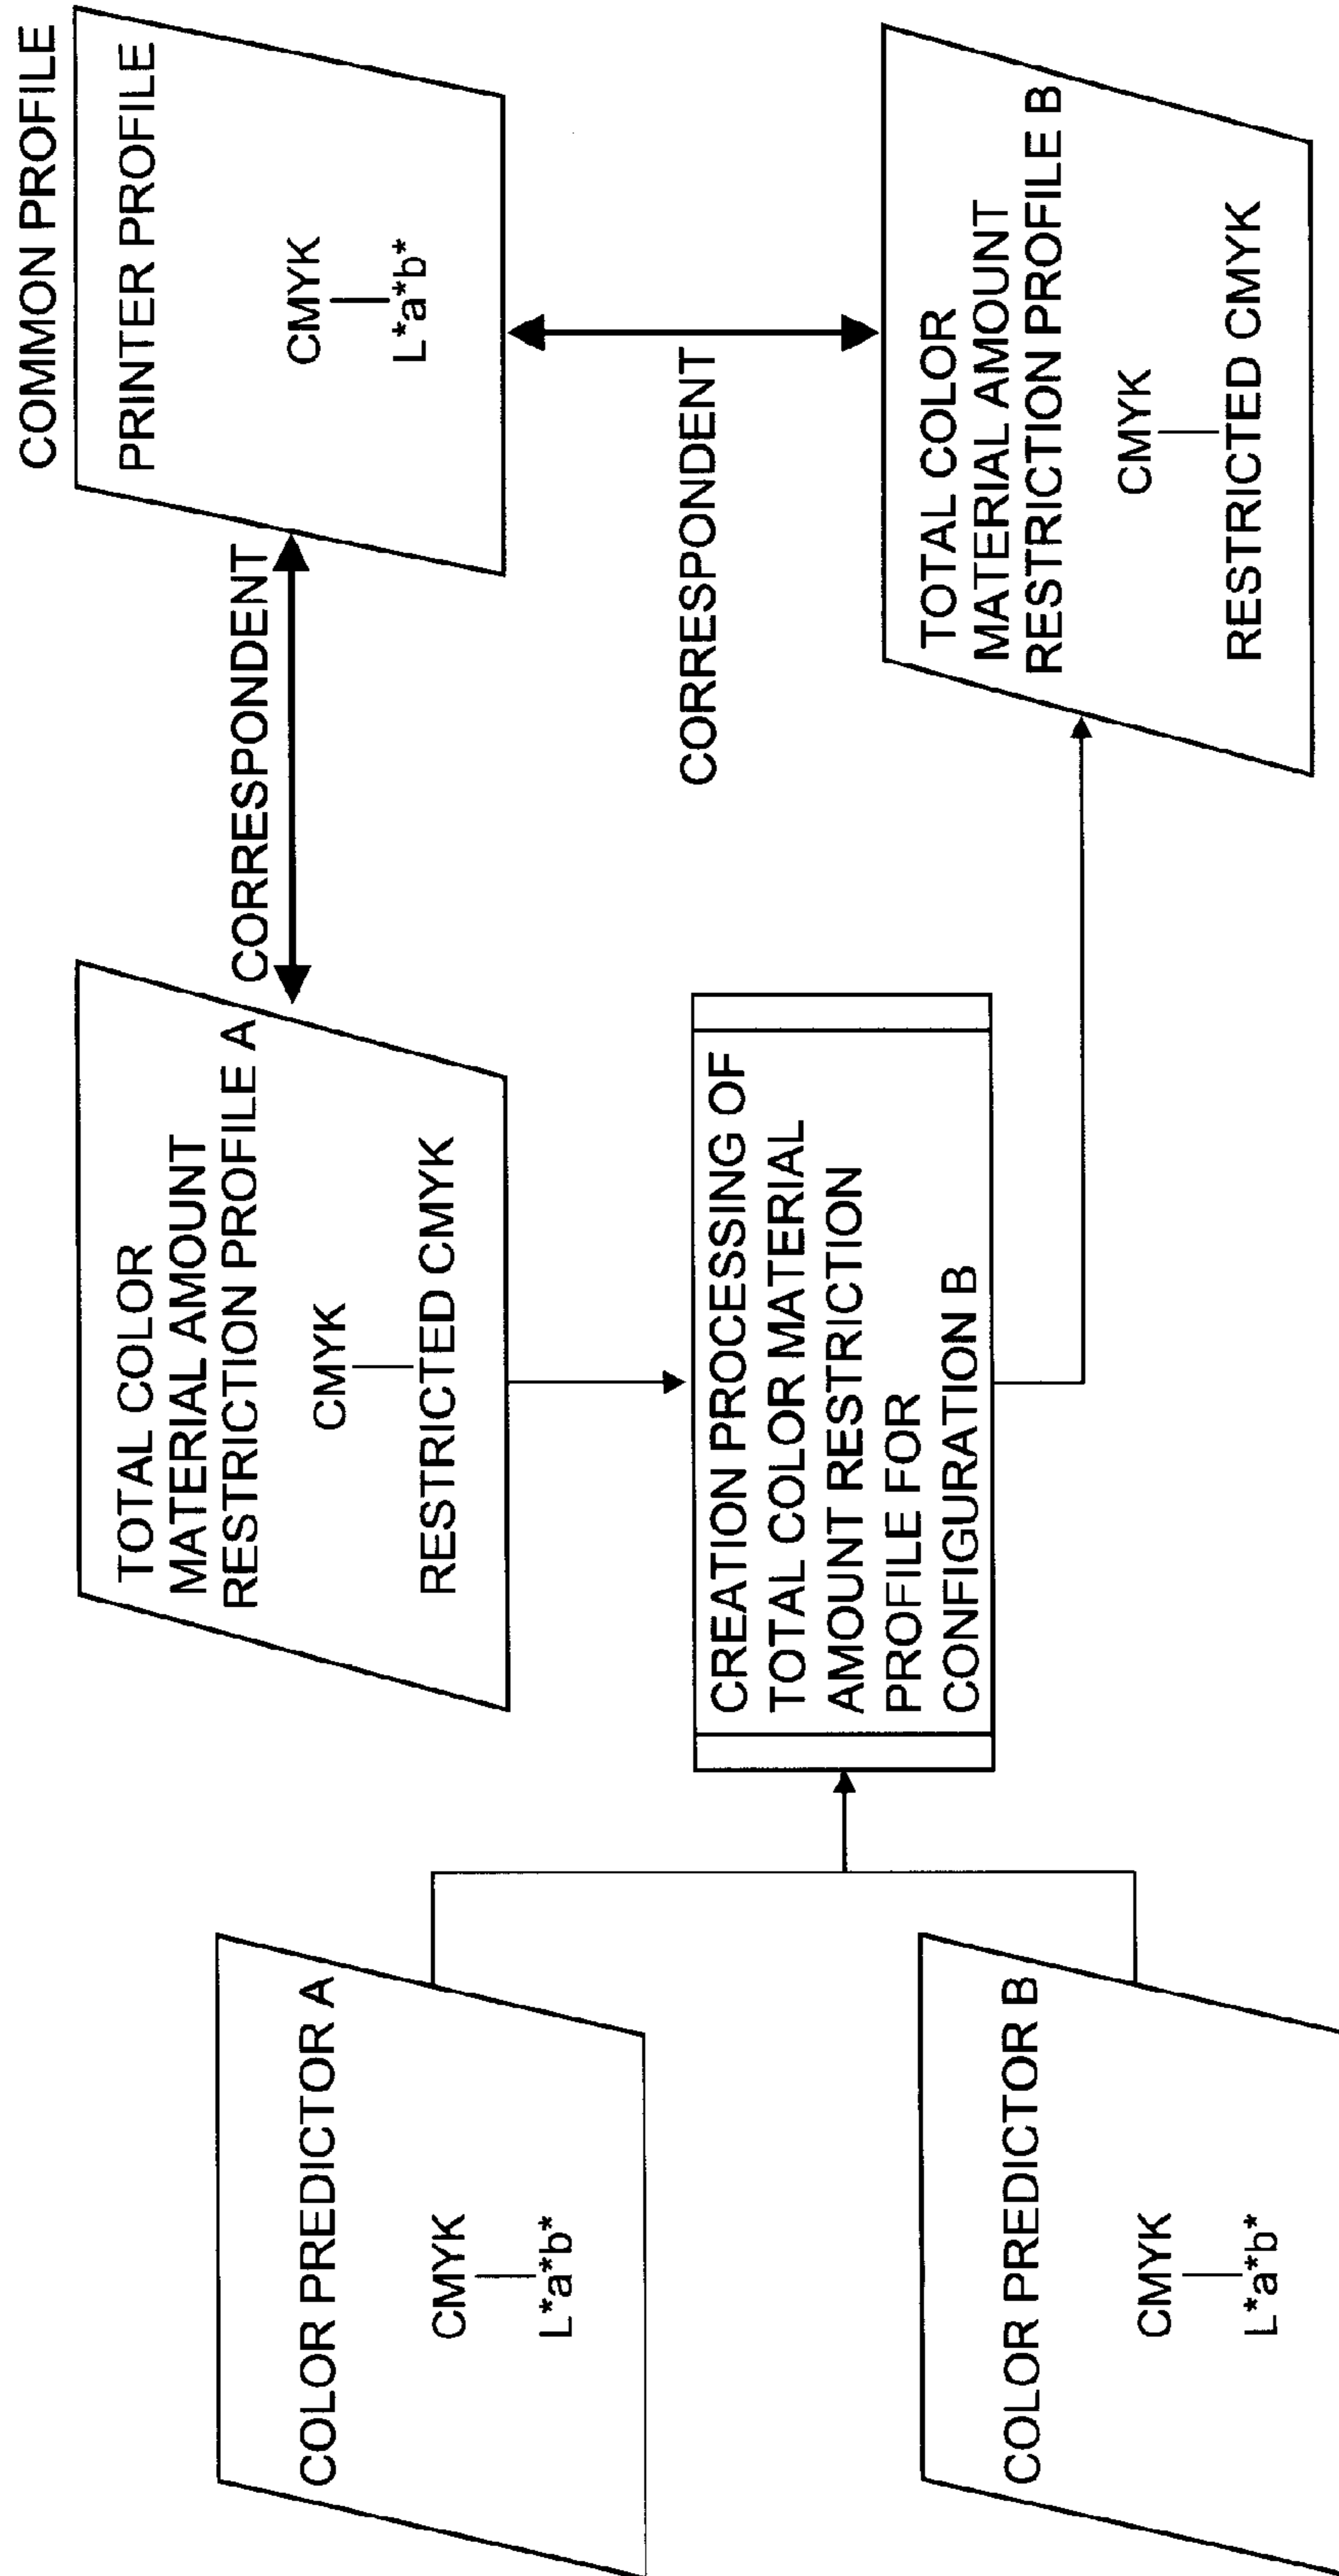 COLOR PREDICTOR A
CMYK
L*a*b*
COLOR PREDICTOR B
CMYK
L*a*b*
TOTAL COLOR
MATERIAL AMOUNT
RESTRICTION PROFILE A
CMYK
RESTRICTED CMYK
CREATION PROCESSING OF
TOTAL COLOR MATERIAL
AMOUNT RESTRICTION
PROFILE FOR
CONFIGURATION B
CORRESPONDENT
COMMON PROFILE
PRINTER PROFILE
CMYK
L*a*b*
CORRESPONDENT
TOTAL COLOR
MATERIAL AMOUNT
RESTRICTION PROFILE B
CMYK
RESTRICTED CMYK